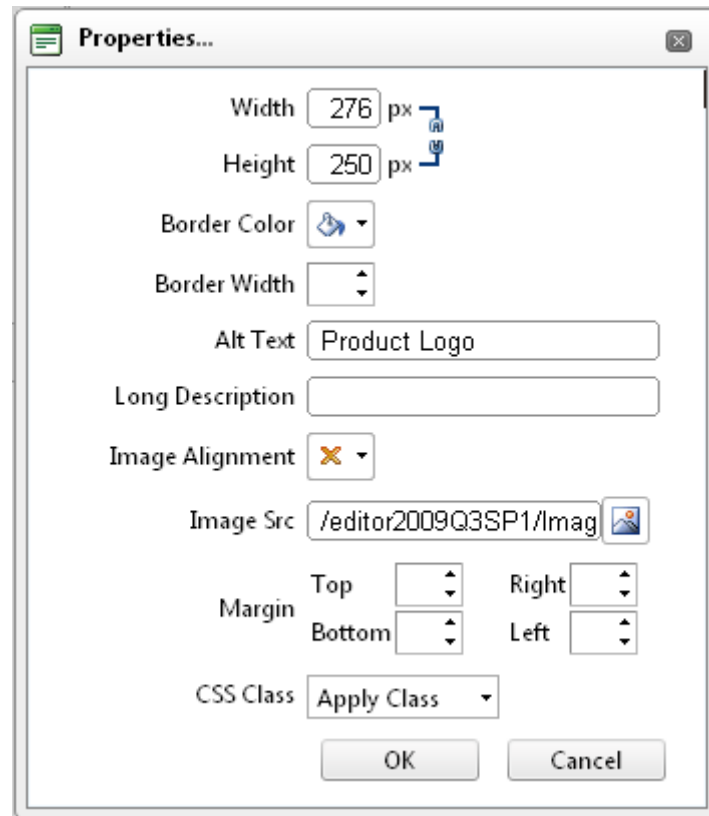 Properties...
Width 276 px
Height 250 px
Border Color
Border Width
Alt Text Product Logo
Long Description
Image Alignment
Image Src /editor2009Q3SP1/Imag
Margin
Top Right
Bottom Left
CSS Class Apply Class
OK Cancel